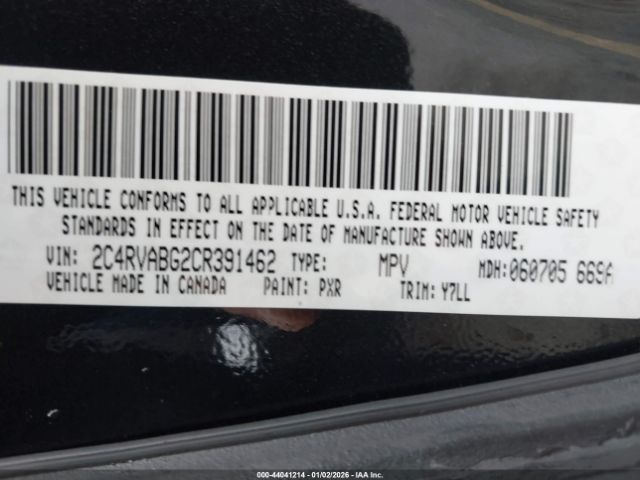 THIS VEHICLE CONFORMS TO ALL APPLICABLE U.S.A. FEDERAL MOTOR VEHICLE SAFETY
STANDARDS IN EFFECT ON THE DATE OF MANUFACTURE SHOWN ABOVE.
VIN: 2C4RVABG2CR391462 TYPE: MPV MDH:060705 669A
VEHICLE MADE IN CANADA PAINT: PXR TRIM: Y7LL
000-44041214 - 01/02/2026 - IAA Inc.